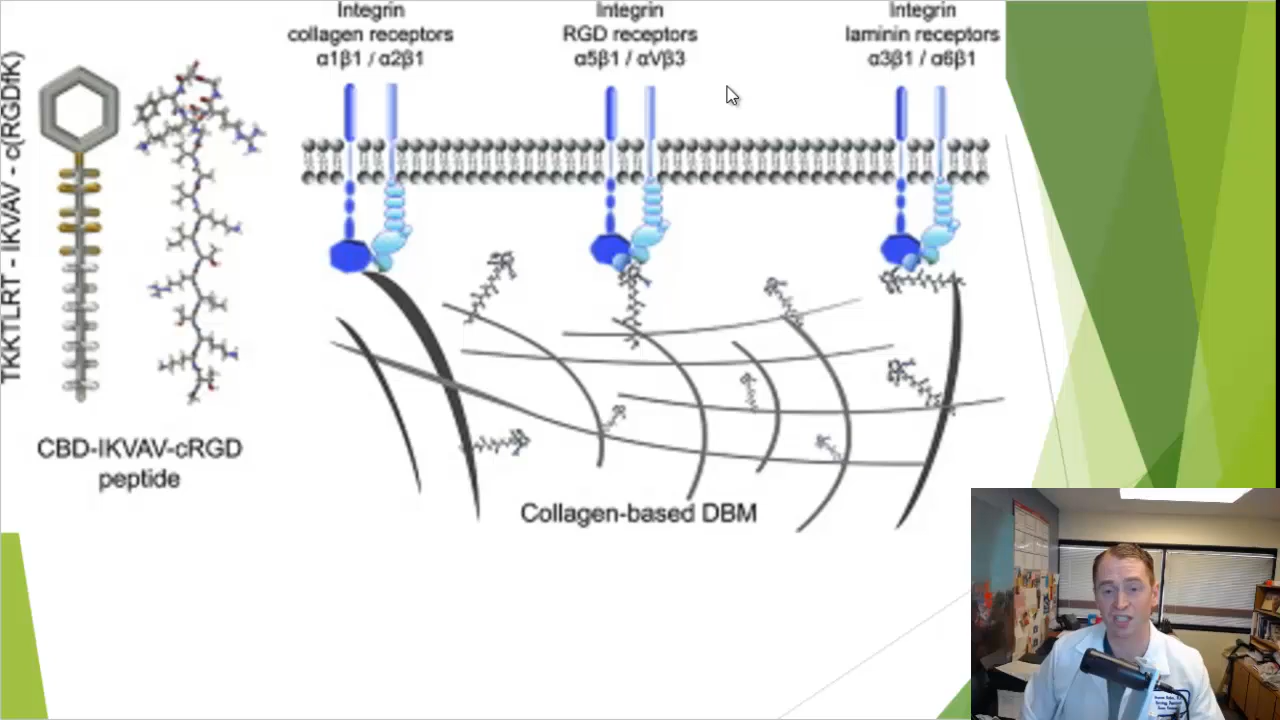 Integrin
collagen receptors
α1β1 / α2β1
Integrin
RGD receptors
α5β1 / αVβ3
Integrin
laminin receptors
α3β1 / α6β1
TKKTLRT - IKVAV - c(RGDfK)
CBD-IKVAV-cRGD
peptide
Collagen-based DBM